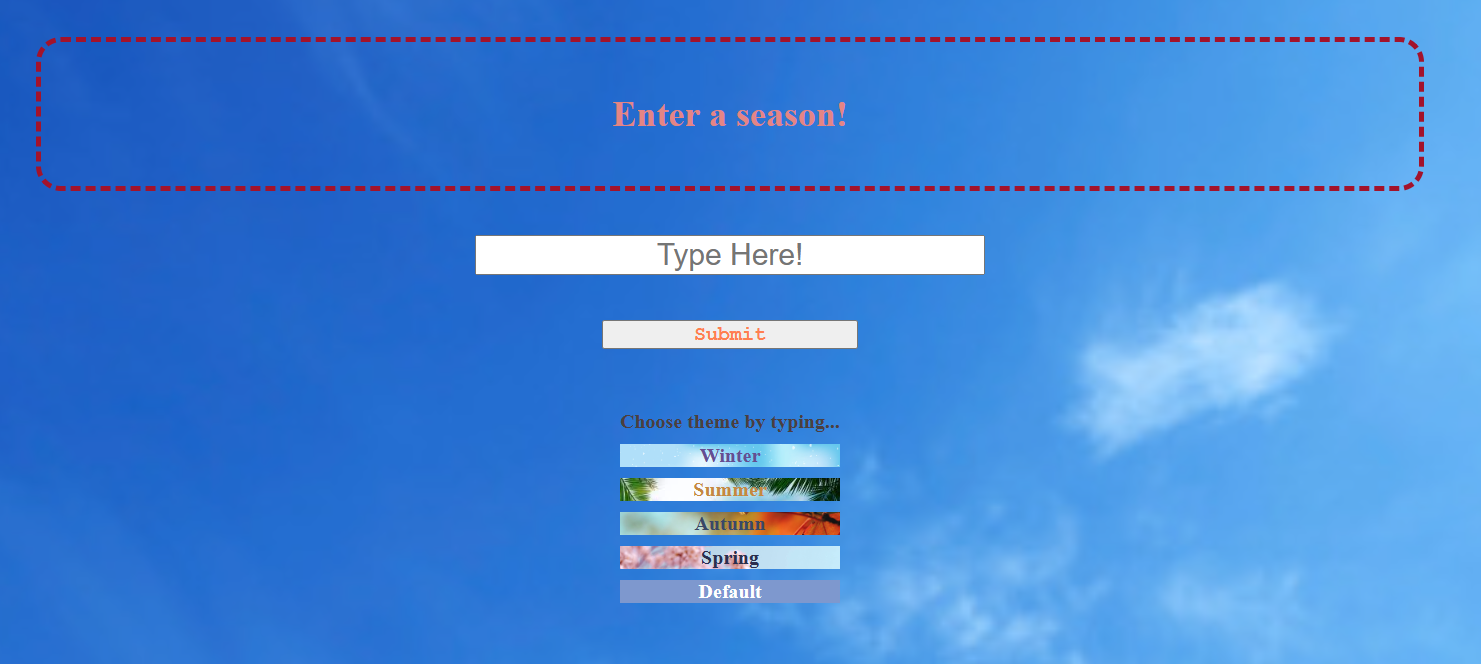 Enter a season!
Type Here!
Submit
Choose theme by typing...
Winter
Summer
Autumn
Spring
Default